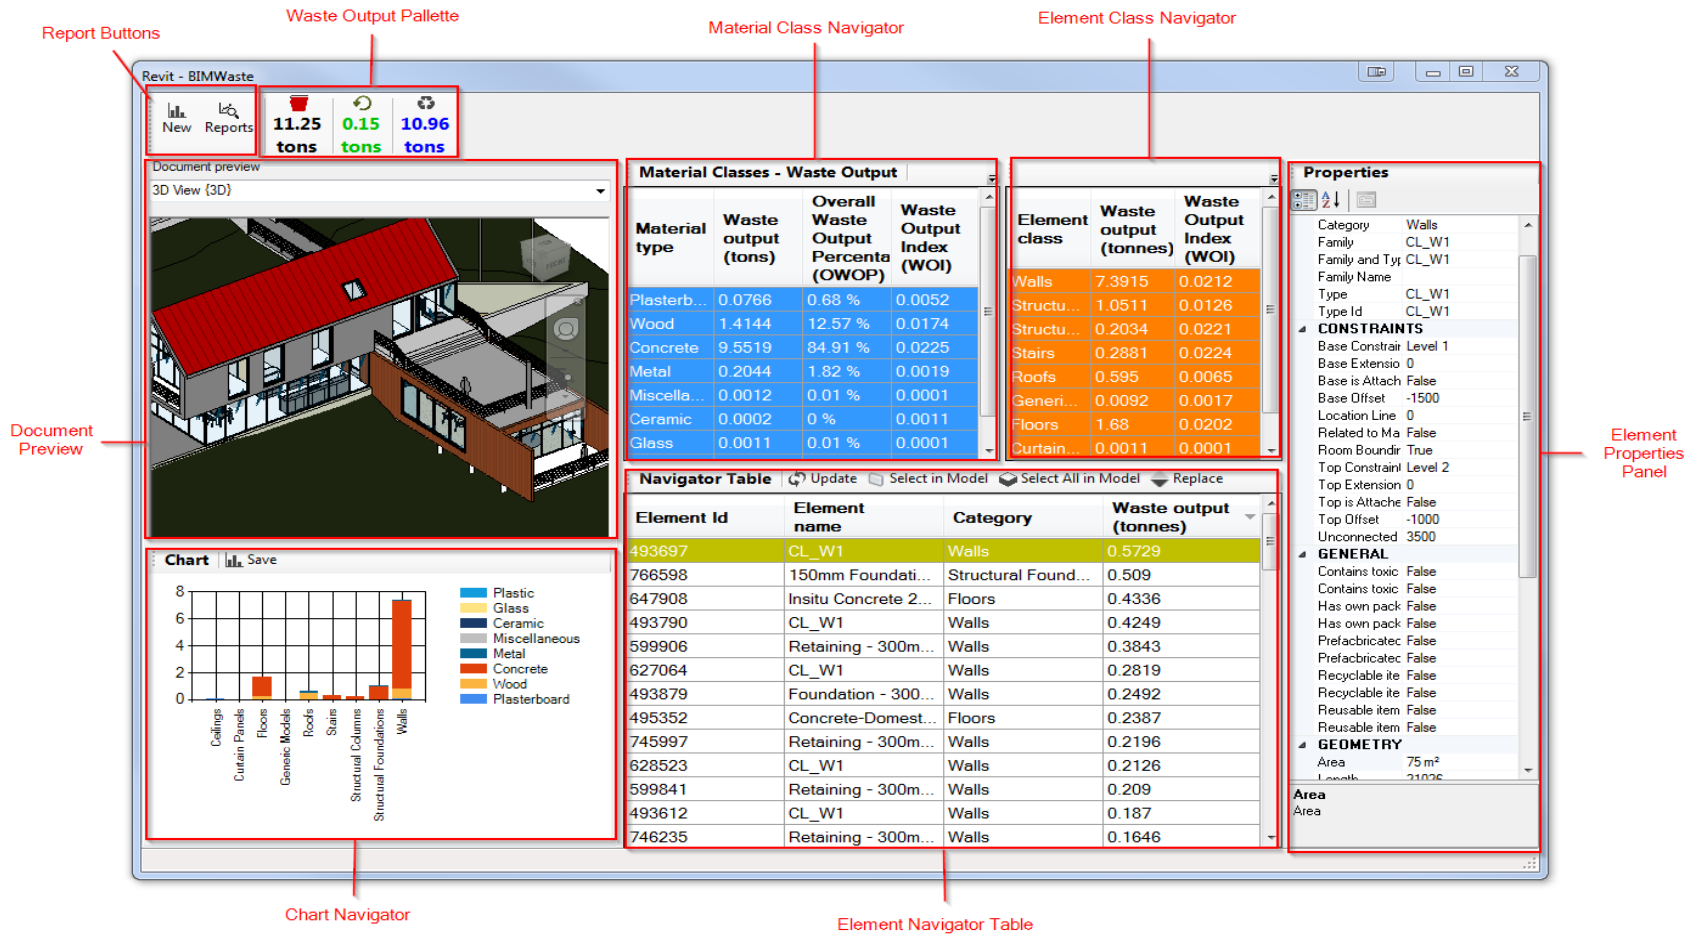 Waste Output Pallette
Report Buttons
Material Class Navigator
Element Class Navigator
Revit - BIMWaste
New
Reports
11.25 tons
0.15 tons
10.96 tons
Document preview
3D View {3D}
Document Preview
Chart
Save
8
6
4
2
0
Ceilings
Curtain Panels
Floors
Generic Models
Roofs
Stairs
Structural Columns
Structural Foundations
Walls
Plastic
Glass
Ceramic
Miscellaneous
Metal
Concrete
Wood
Plasterboard
Chart Navigator
Material Classes - Waste Output
Material type | Waste output (tons) | Overall Waste Output Percenta (OWOP) | Waste Output Index (WOI)
Plasterb... 0.0766 0.68 % 0.0052
Wood 1.4144 12.57 % 0.0174
Concrete 9.5519 84.91 % 0.0225
Metal 0.2044 1.82 % 0.0019
Miscella... 0.0012 0.01 % 0.0001
Ceramic 0.0002 0 % 0.0011
Glass 0.0011 0.01 % 0.0001
Element class | Waste output (tonnes) | Waste Output Index (WOI)
Walls 7.3915 0.0212
Structu... 1.0511 0.0126
Structu... 0.2034 0.0221
Stairs 0.2881 0.0224
Roofs 0.595 0.0065
Generi... 0.0092 0.0017
Floors 1.68 0.0202
Curtain... 0.0011 0.0001
Navigator Table
Update
Select in Model
Select All in Model
Replace
Element Id | Element name | Category | Waste output (tonnes)
493697 CL_W1 Walls 0.5729
766598 150mm Foundati... Structural Found... 0.509
647908 Insitu Concrete 2... Floors 0.4336
493790 CL_W1 Walls 0.4249
599906 Retaining - 300m... Walls 0.3843
627064 CL_W1 Walls 0.2819
493879 Foundation - 300... Walls 0.2492
495352 Concrete-Domest... Floors 0.2387
745997 Retaining - 300m... Walls 0.2196
628523 CL_W1 Walls 0.2126
599841 Retaining - 300m... Walls 0.209
493612 CL_W1 Walls 0.187
746235 Retaining - 300m... Walls 0.1646
Element Navigator Table
Properties
Category Walls
Family CL_W1
Family and Typ CL_W1
Family Name
Type CL_W1
Type Id CL_W1
CONSTRAINTS
Base Constrair Level 1
Base Extensio 0
Base is Attach False
Base Offset -1500
Location Line 0
Related to Ma False
Room Boundir True
Top Constraint Level 2
Top Extension 0
Top is Attache False
Top Offset -1000
Unconnected 3500
GENERAL
Contains toxic False
Contains toxic False
Has own pack False
Has own pack False
Prefacbricatec False
Prefacbricatec False
Recyclable ite False
Recyclable ite False
Reusable item False
Reusable item False
GEOMETRY
Area 75 m²
Length 21026
Area
Area
Element Properties Panel